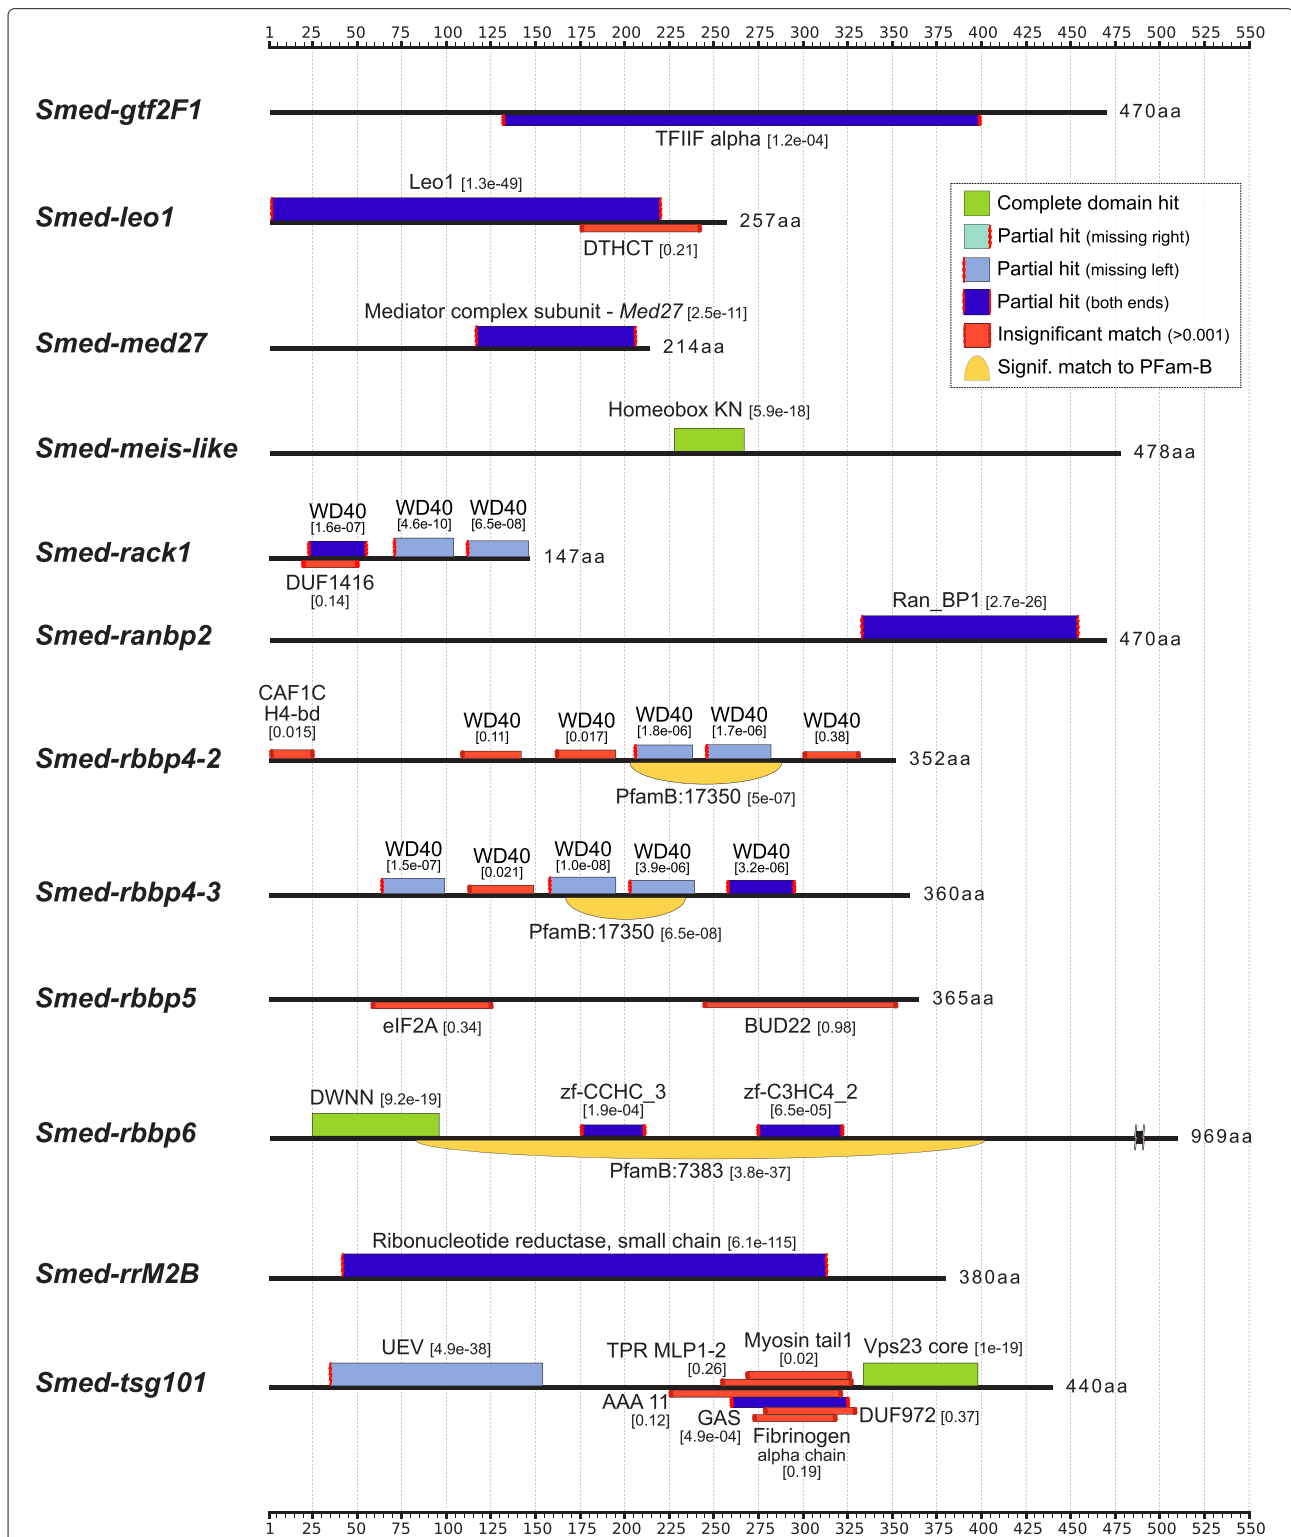 1 25 50 75 100 125 150 175 200 225 250 275 300 325 350 375 400 425 450 475 500 525 550
Smed-gtf2F1
470aa
TFIIF alpha [1.2e-04]
Leo1 [1.3e-49]
Smed-leo1
257aa
DTHCT [0.21]
Complete domain hit
Partial hit (missing right)
Partial hit (missing left)
Partial hit (both ends)
Insignificant match (>0.001)
Signif. match to PFam-B
Mediator complex subunit - Med27 [2.5e-11]
Smed-med27
214aa
Homeobox KN [5.9e-18]
Smed-meis-like
478aa
WD40 [1.6e-07]
WD40 [4.6e-10]
WD40 [6.5e-08]
Smed-rack1
147aa
DUF1416
[0.14]
Ran_BP1 [2.7e-26]
Smed-ranbp2
470aa
CAF1C
H4-bd
[0.015]
WD40 [0.11]
WD40 [0.017]
WD40 [1.8e-06]
WD40 [1.7e-06]
WD40 [0.38]
Smed-rbbp4-2
352aa
PfamB:17350 [5e-07]
WD40 [1.5e-07]
WD40 [0.021]
WD40 [1.0e-08]
WD40 [3.9e-06]
WD40 [3.2e-06]
Smed-rbbp4-3
360aa
PfamB:17350 [6.5e-08]
Smed-rbbp5
365aa
eIF2A [0.34]
BUD22 [0.98]
DWNN [9.2e-19]
zf-CCHC_3
[1.9e-04]
zf-C3HC4_2
[6.5e-05]
Smed-rbbp6
969aa
PfamB:7383 [3.8e-37]
Ribonucleotide reductase, small chain [6.1e-115]
Smed-rrM2B
380aa
UEV [4.9e-38]
TPR MLP1-2
[0.26]
Myosin tail1
[0.02]
Vps23 core [1e-19]
Smed-tsg101
440aa
AAA 11
[0.12]
GAS
[4.9e-04]
Fibrinogen
alpha chain
[0.19]
DUF972 [0.37]
1 25 50 75 100 125 150 175 200 225 250 275 300 325 350 375 400 425 450 475 500 525 550